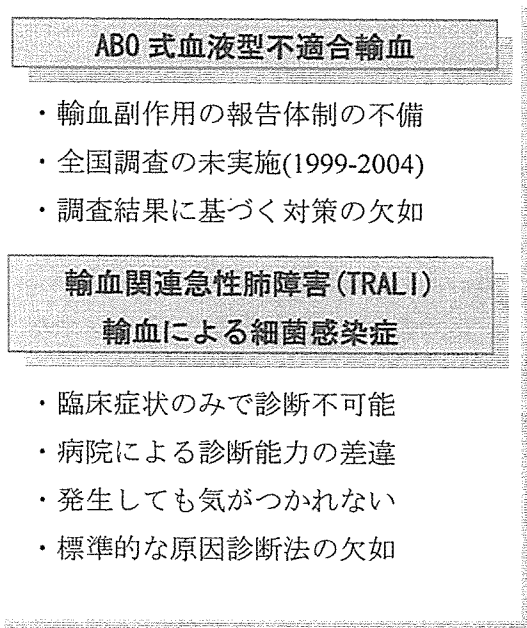 ABO 式血液型不適合輸血
・輸血副作用の報告体制の不備
・全国調査の未実施(1999-2004)
・調査結果に基づく対策の欠如
輸血関連急性肺障害(TRALI)
輸血による細菌感染症
・臨床症状のみで診断不可能
・病院による診断能力の差違
・発生しても気がつかれない
・標準的な原因診断法の欠如